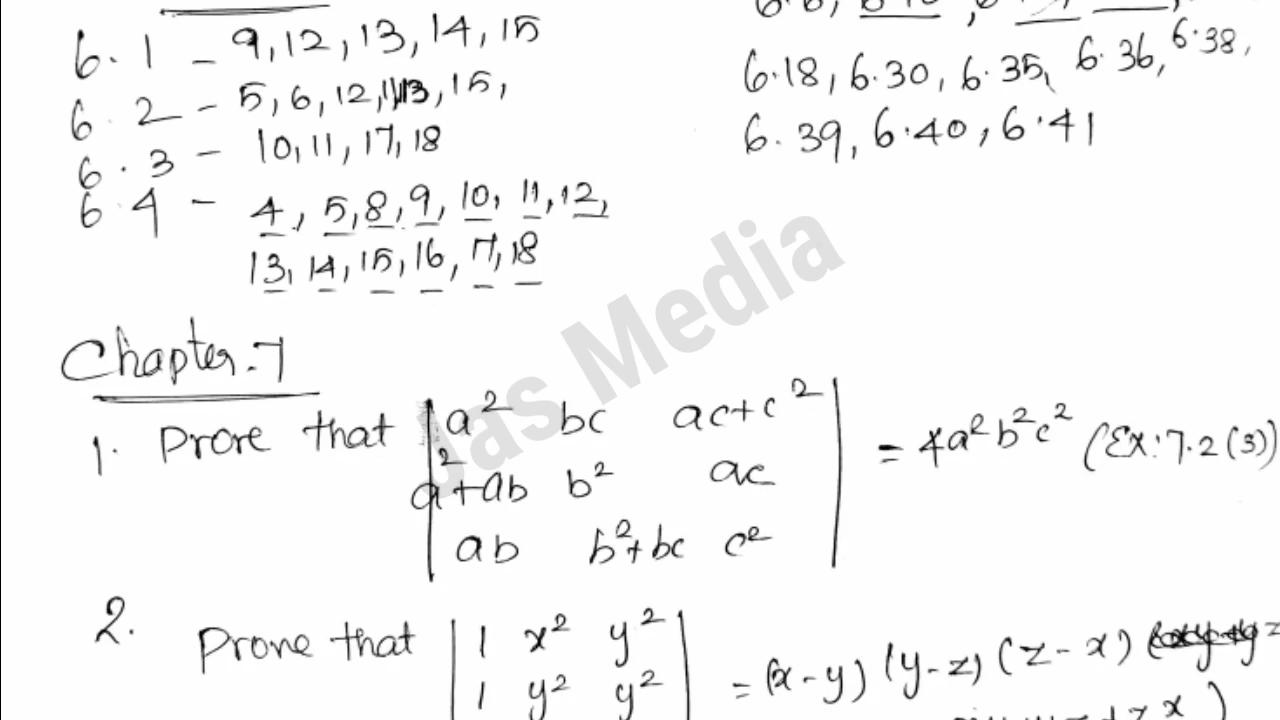 6.1 - 9, 12, 13, 14, 15
6.2 - 5, 6, 12, 13, 15,
6.3 - 10, 11, 17, 18
6.4 - 4, 5, 8, 9, 10, 11, 12,
13, 14, 15, 16, 17, 18
6.18, 6.30, 6.35, 6.36, 6.38,
6.39, 6.40, 6.41
Jas Media
Chapter-7
1. Prove that | a² bc ac+c² |
| a²+ab b² ac | = 4a²b²c² (Ex: 7.2 (3))
| ab b²+bc c² |
2. Prove that | 1 x² y² |
| 1 y² y² | = (x-y) (y-z) (z-x)